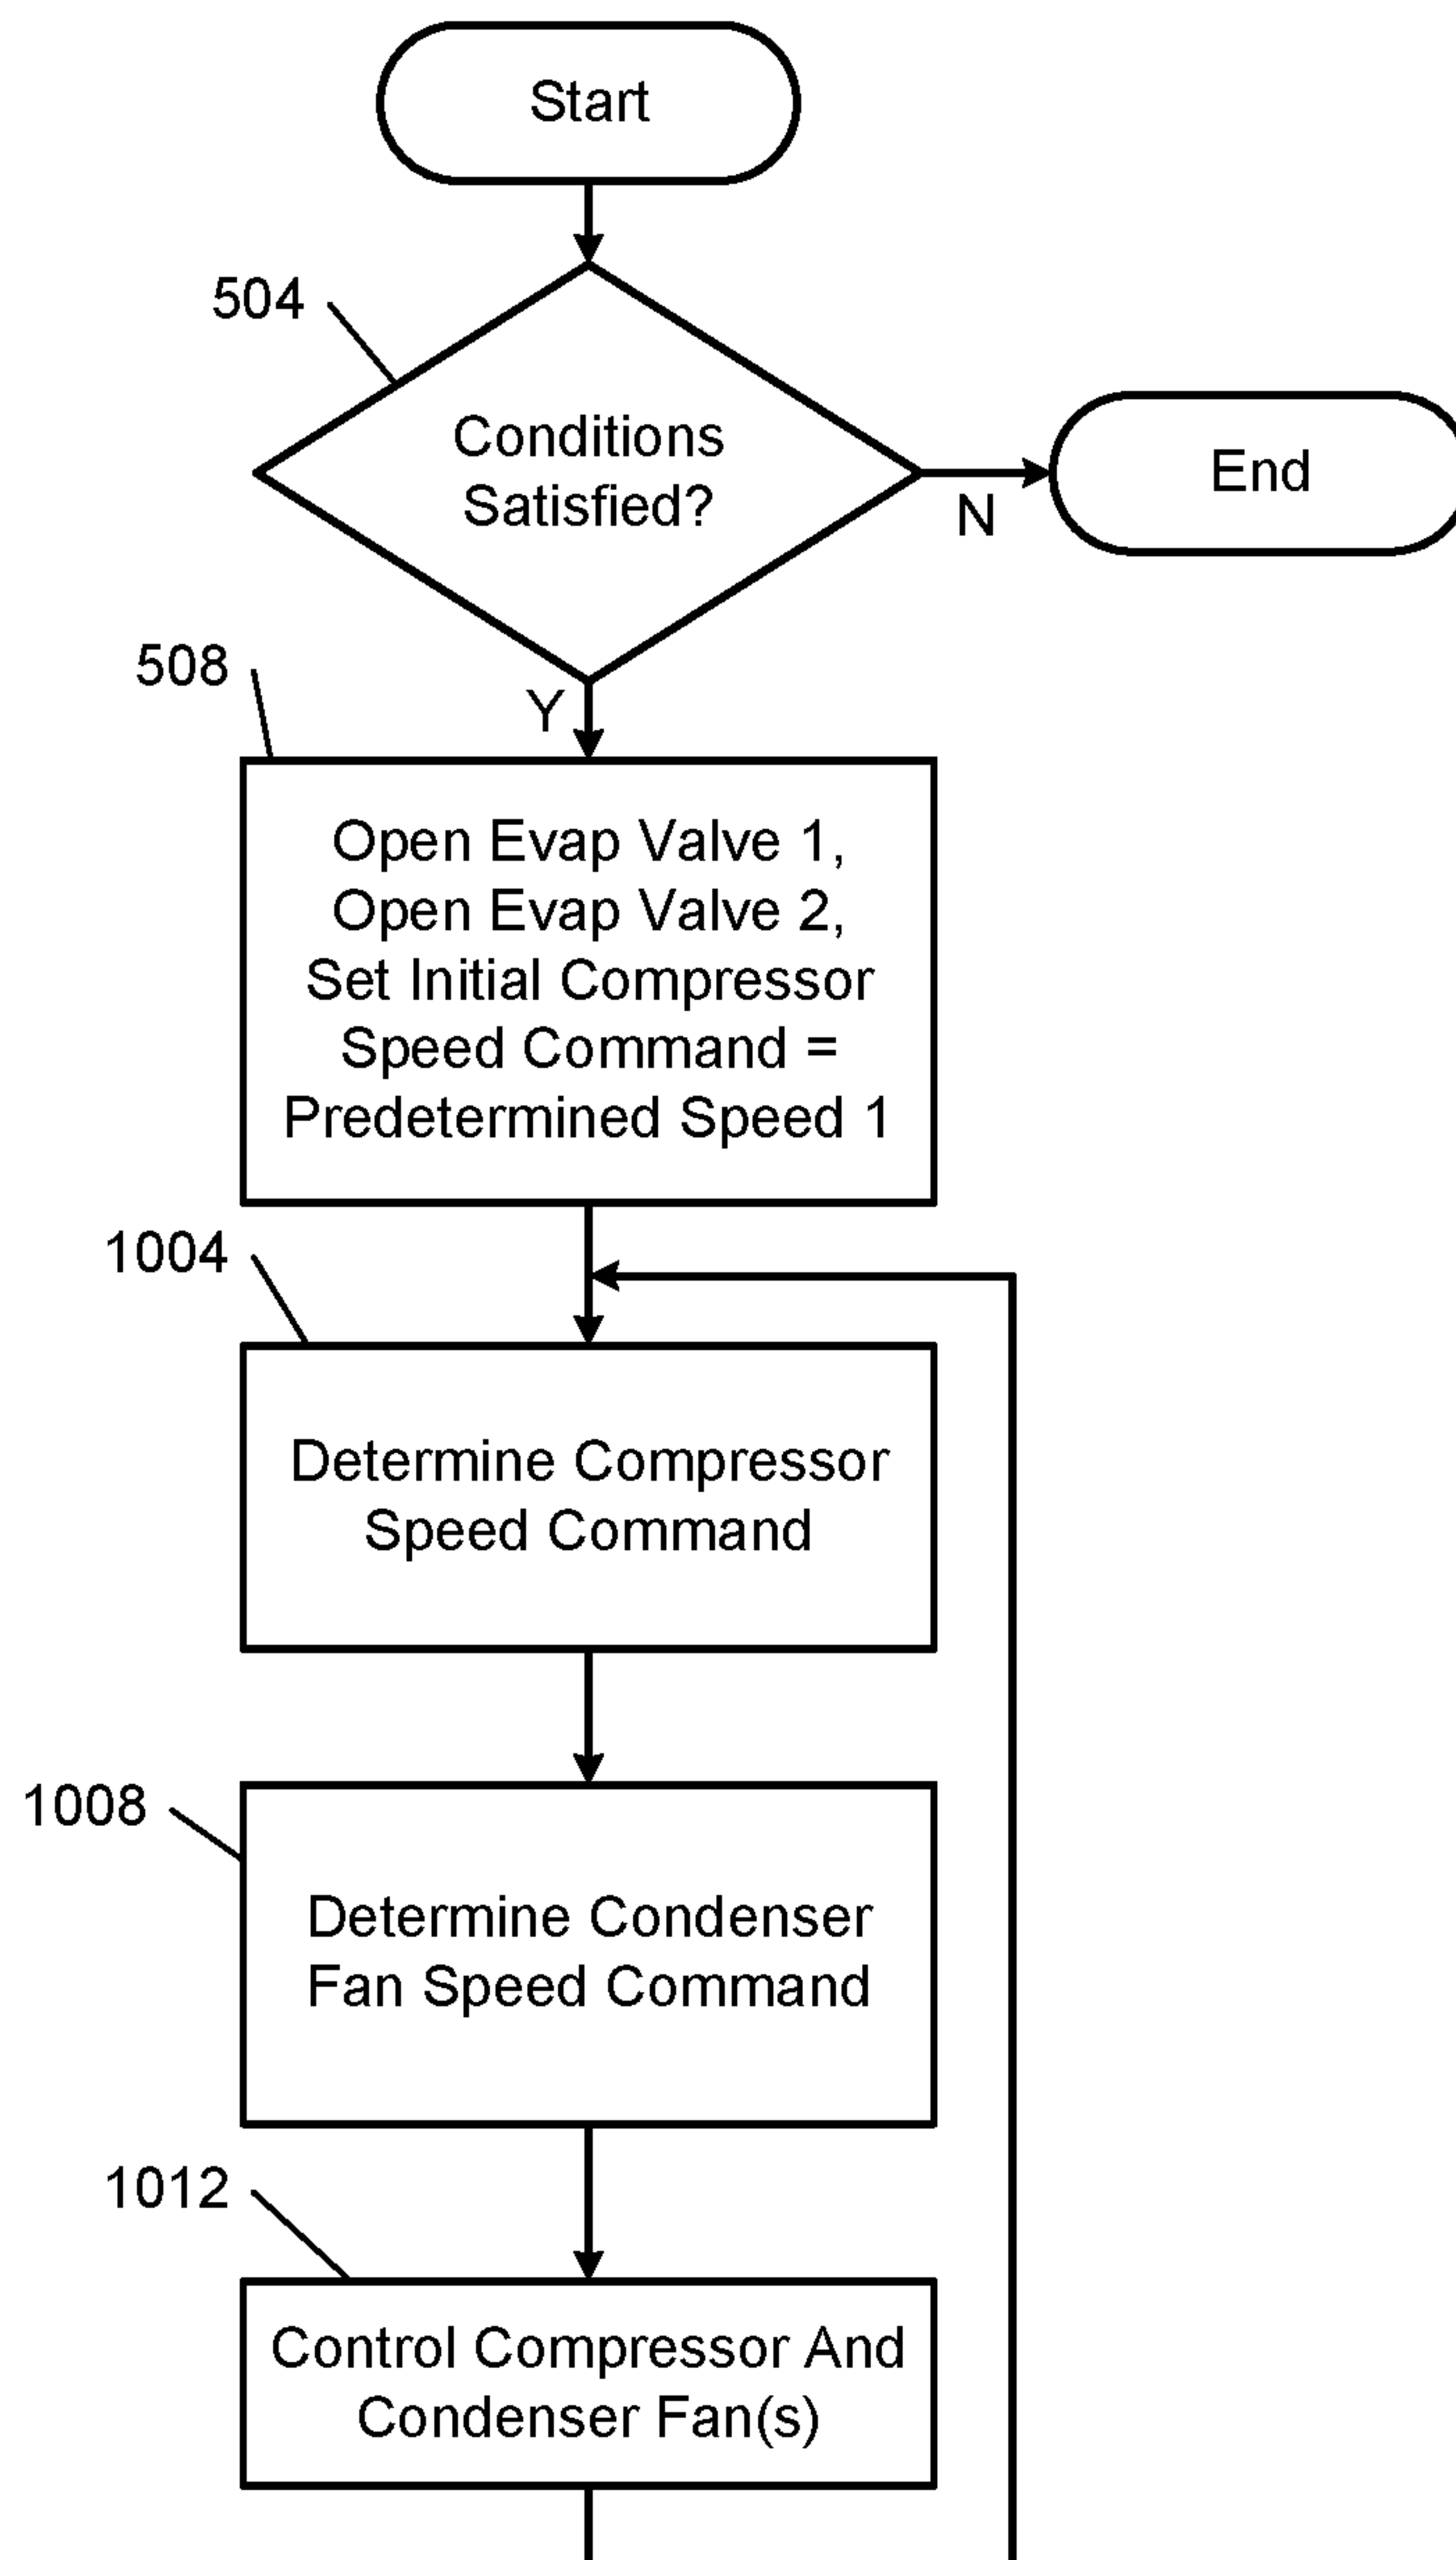 Start
504
Conditions
Satisfied?
End
N
508
Y
Open Evap Valve 1,
Open Evap Valve 2,
Set Initial Compressor
Speed Command =
Predetermined Speed 1
1004
Determine Compressor
Speed Command
1008
Determine Condenser
Fan Speed Command
1012
Control Compressor And
Condenser Fan(s)